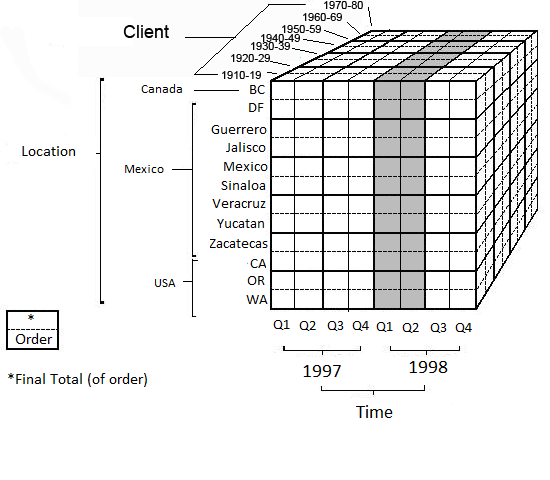 1970-80
1960-69
1950-59
1940-49
1930-39
1920-29
1910-19
Client
Canada
BC
DF
Guerrero
Jalisco
Location
Mexico
Mexico
Sinaloa
Veracruz
Yucatan
Zacatecas
CA
USA
OR
WA
*
Order
Q1 Q2 Q3 Q4 Q1 Q2 Q3 Q4
1997 1998
*Final Total (of order)
Time